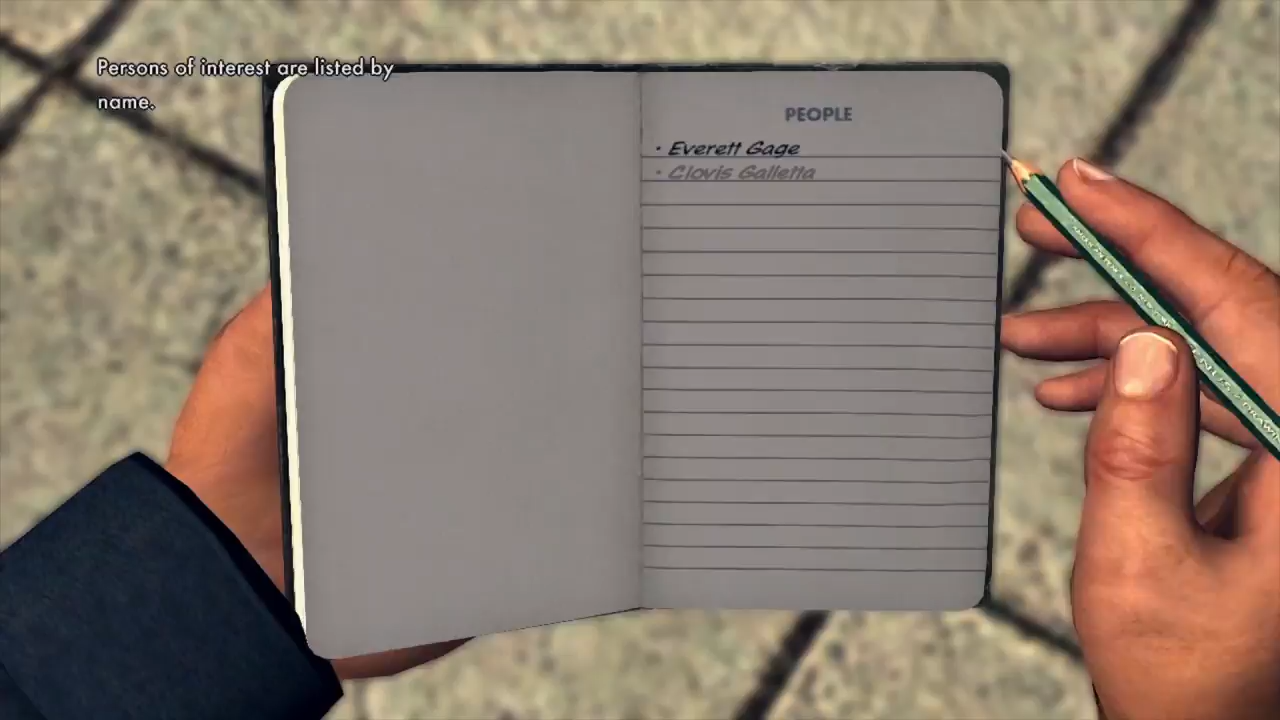 Persons of interest are listed by
name.
PEOPLE
• Everett Gage
• Clovis Galletta